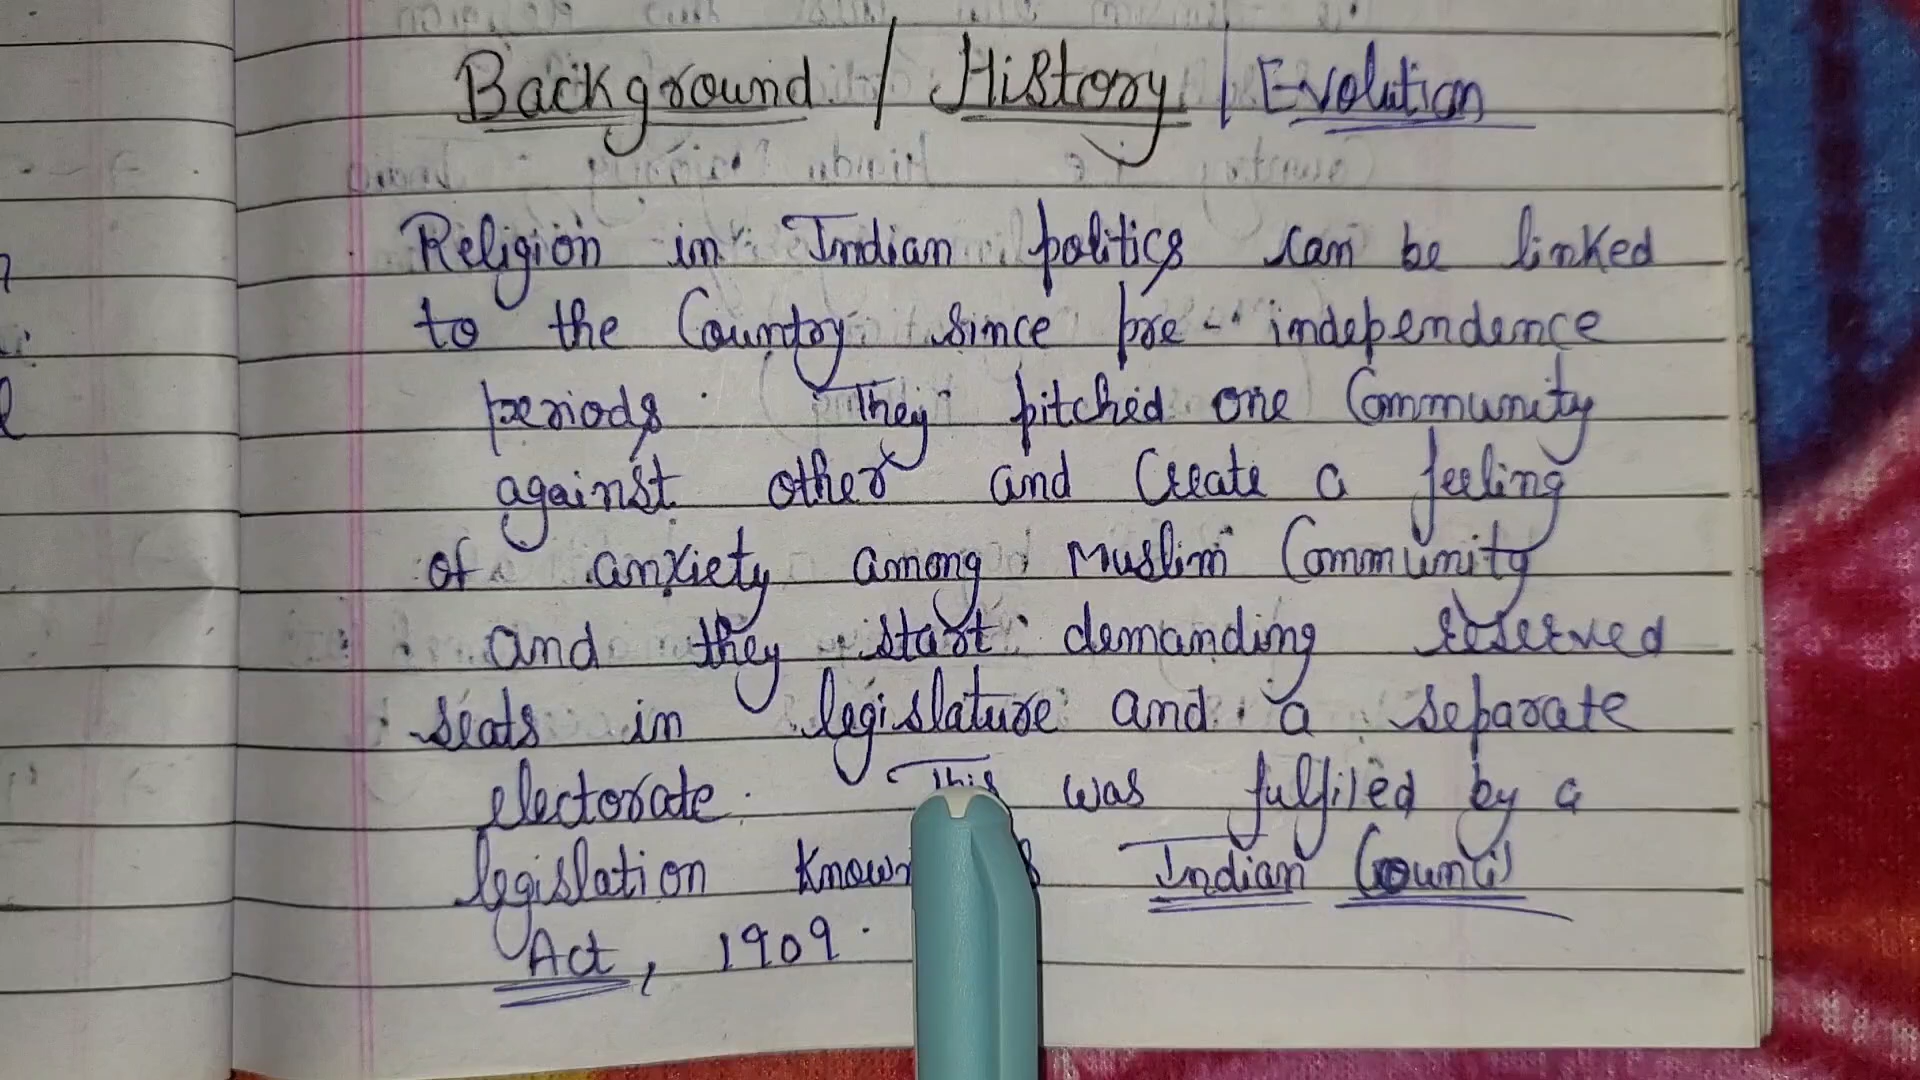 Background / History / Evolution
Religion in Indian politics can be linked
to the Country since pre - independence
periods. They pitched one Community
against other and Create a feeling
of anxiety among Muslim Community
and they start demanding reserved
seats in legislature and a separate
electorate. This was fulfiled by a
legislation known Indian Council
Act, 1909.